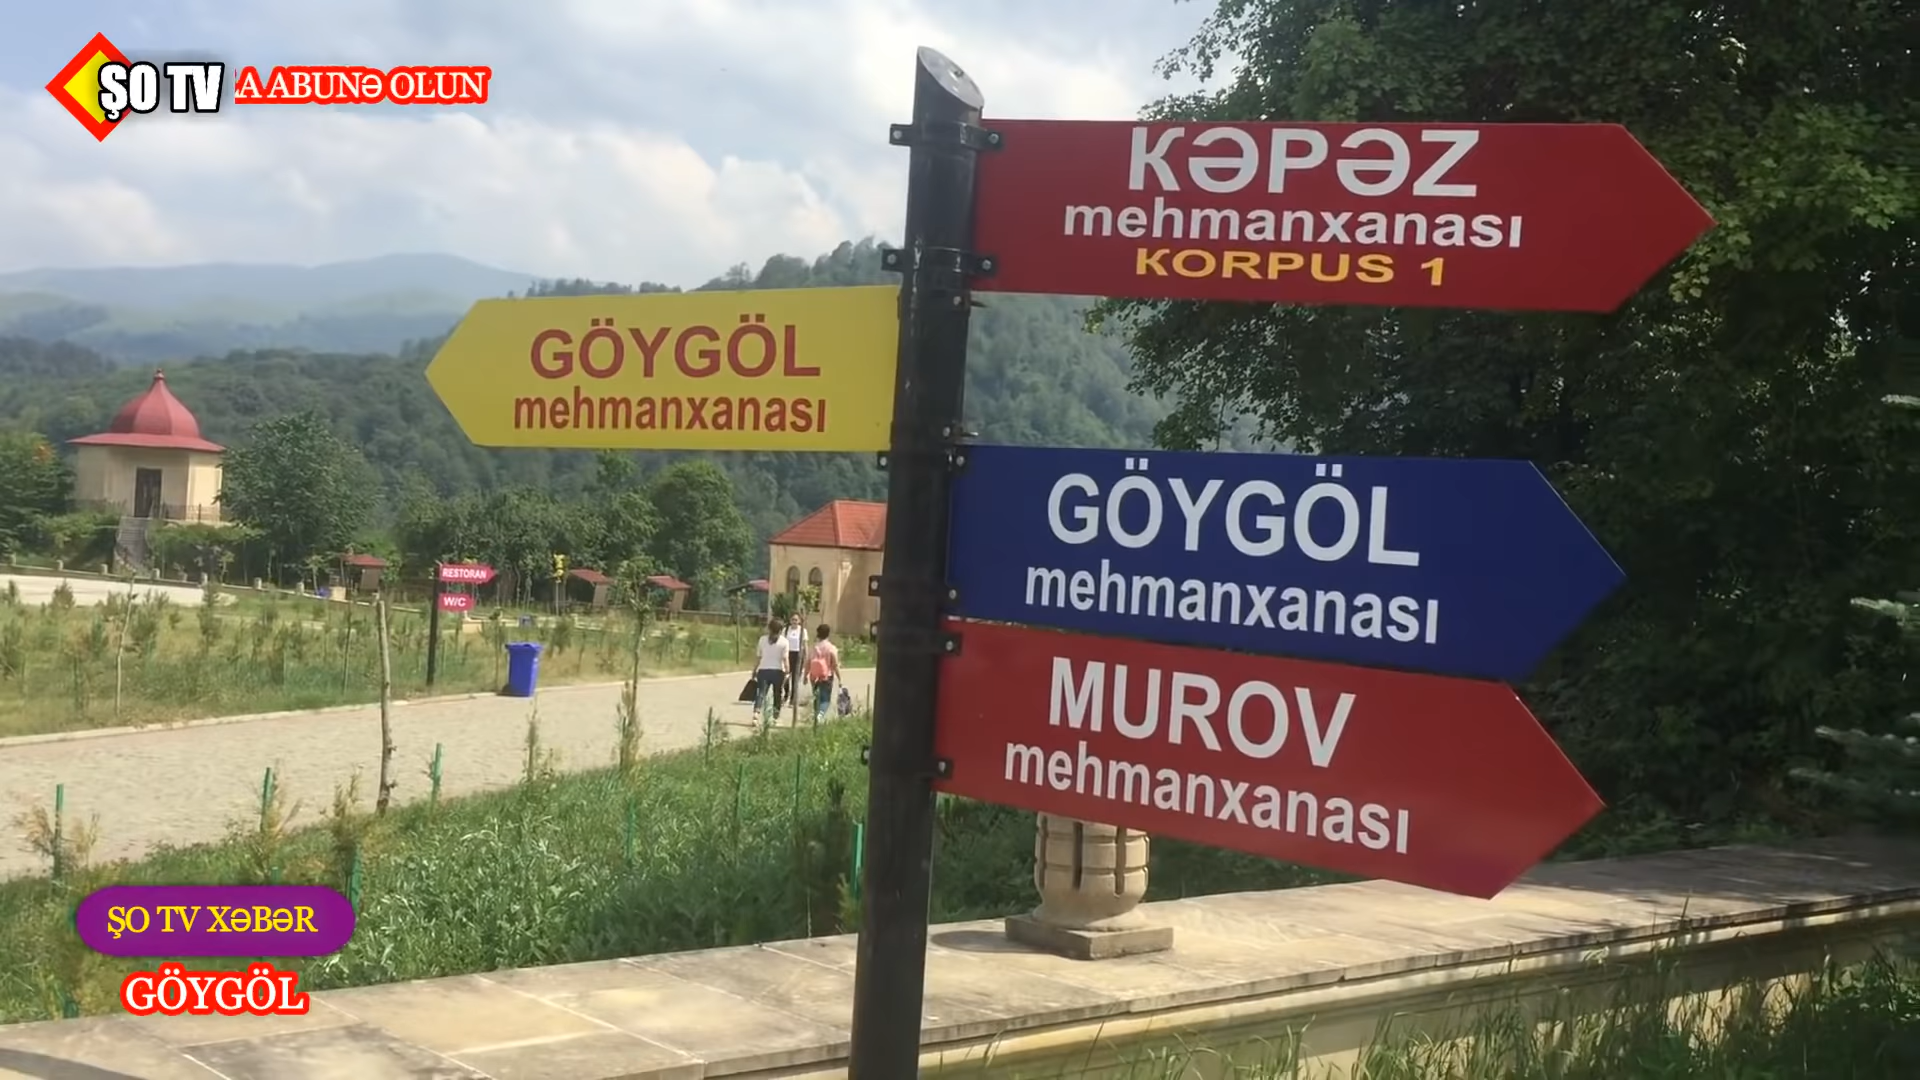 ŞO TV
ABUNƏ OLUN
KƏPƏZ
mehmanxanası
KORPUS 1
GÖYGÖL
mehmanxanası
GÖYGÖL
mehmanxanası
MUROV
mehmanxanası
RESTORAN
W/C
ŞO TV XƏBƏR
GÖYGÖL